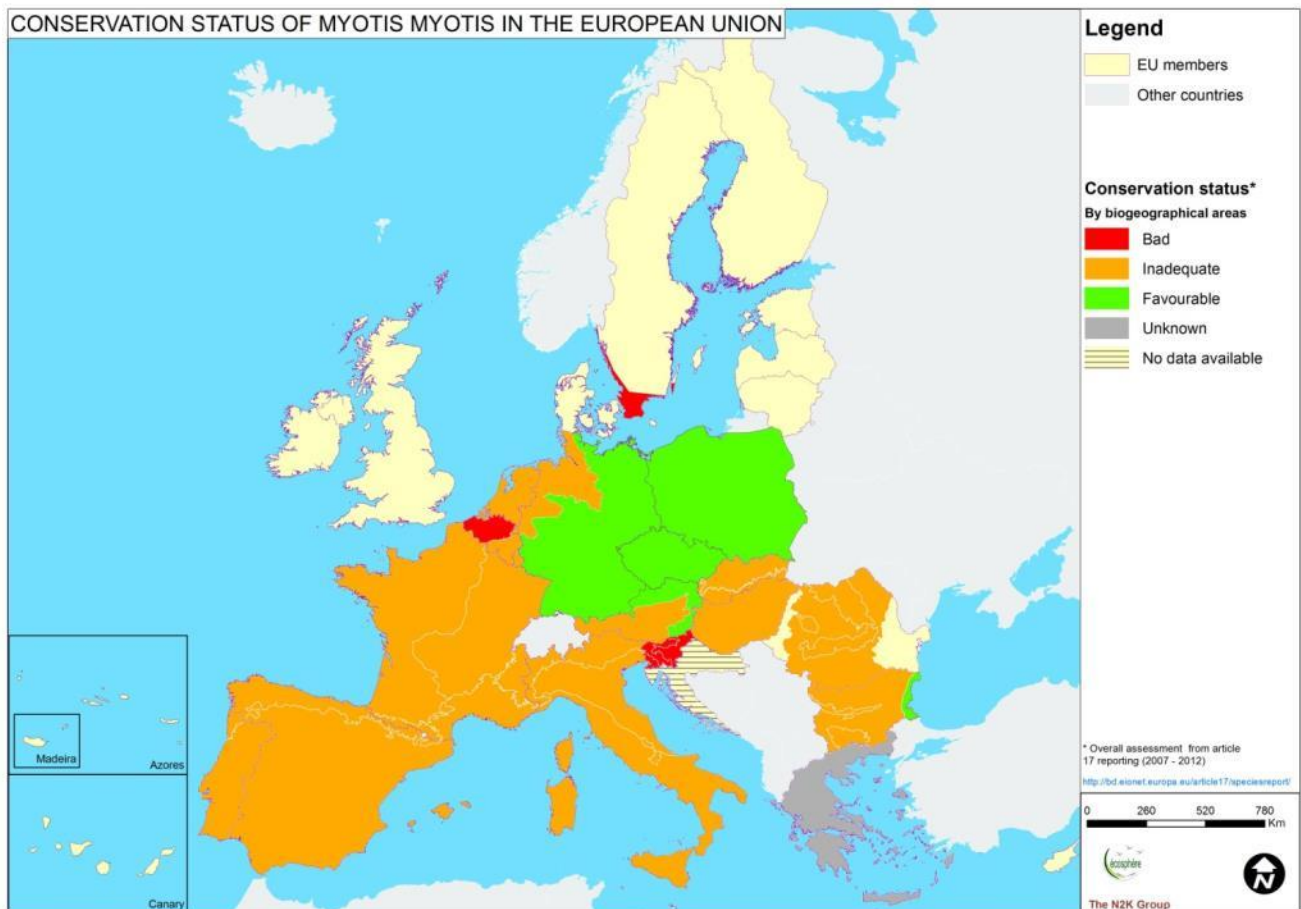 CONSERVATION STATUS OF MYOTIS MYOTIS IN THE EUROPEAN UNION
Legend
EU members
Other countries
Conservation status*
By biogeographical areas
Bad
Inadequate
Favourable
Unknown
No data available
Madeira
Azores
Canary
* Overall assessment from article
17 reporting (2007 - 2012)
http://bd.eionet.europa.eu/article17/speciesreport/
0 260 520 780
Km
écosphère
N
The N2K Group